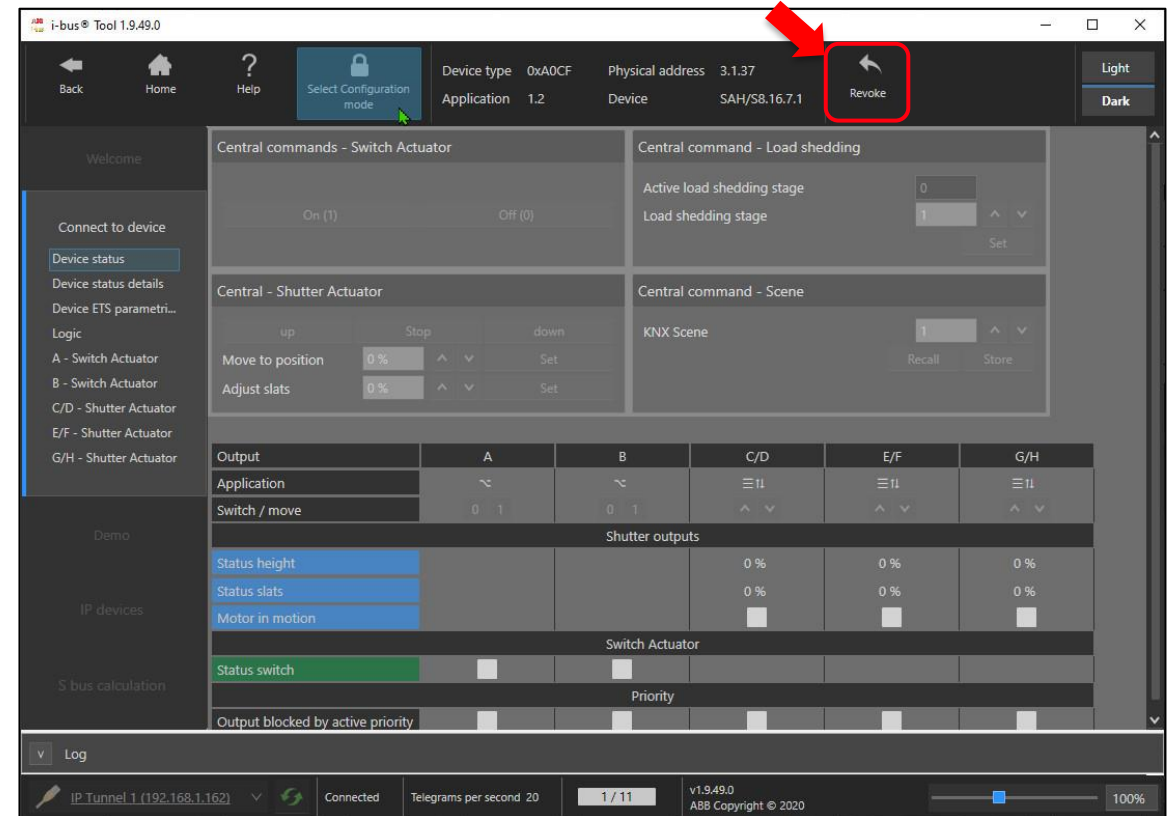 i-bus® Tool 1.9.49.0
Back
Home
Help
Select Configuration
mode
Device type 0xA0CF
Application 1.2
Physical address 3.1.37
Device SAH/S8.16.7.1
Revoke
Light
Dark
Welcome
Connect to device
Device status
Device status details
Device ETS parametri...
Logic
A - Switch Actuator
B - Switch Actuator
C/D - Shutter Actuator
E/F - Shutter Actuator
G/H - Shutter Actuator
Demo
IP devices
S bus calculation
Central commands - Switch Actuator
On (1) Off (0)
Central command - Load shedding
Active load shedding stage 0
Load shedding stage 1
Set
Central - Shutter Actuator
up Stop down
Move to position 0 % Set
Adjust slats 0 % Set
Central command - Scene
KNX Scene 1
Recall Store
Output A B C/D E/F G/H
Application
Switch / move 0 1 0 1
Shutter outputs
Status height 0 % 0 % 0 %
Status slats 0 % 0 % 0 %
Motor in motion
Switch Actuator
Status switch
Priority
Output blocked by active priority
v Log
IP Tunnel 1 (192.168.1.162)
Connected
Telegrams per second 20
1 / 11
v1.9.49.0
ABB Copyright © 2020
100%